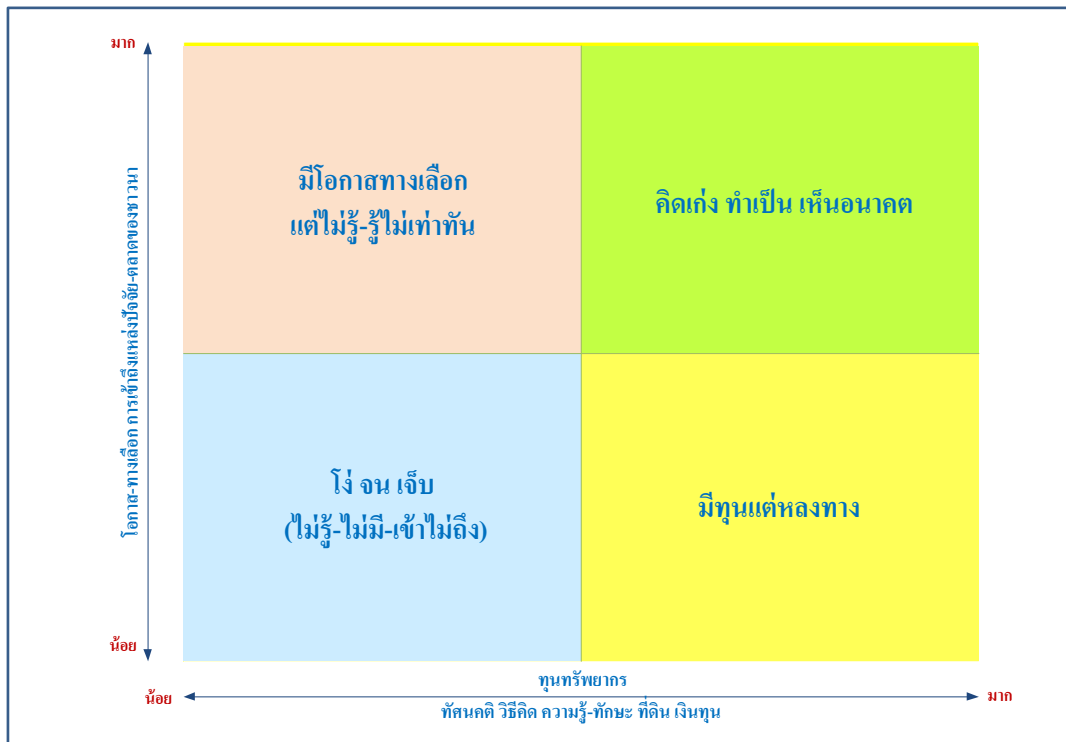 มาก
มีโอกาสทางเลือก
แต่ไม่รู้-รู้ไม่เท่าทัน
คิดเก่ง ทำเป็น เห็นอนาคต
โอกาส-ทางเลือก การเข้าถึงแหล่งปัจจัย-ตลาดของชาวนา
โง่ จน เจ็บ
(ไม่รู้-ไม่มี-เข้าไม่ถึง)
มีทุนแต่หลงทาง
น้อย
น้อย
ทุนทรัพยากร
มาก
ทัศนคติ วิธีคิด ความรู้-ทักษะ ที่ดิน เงินทุน